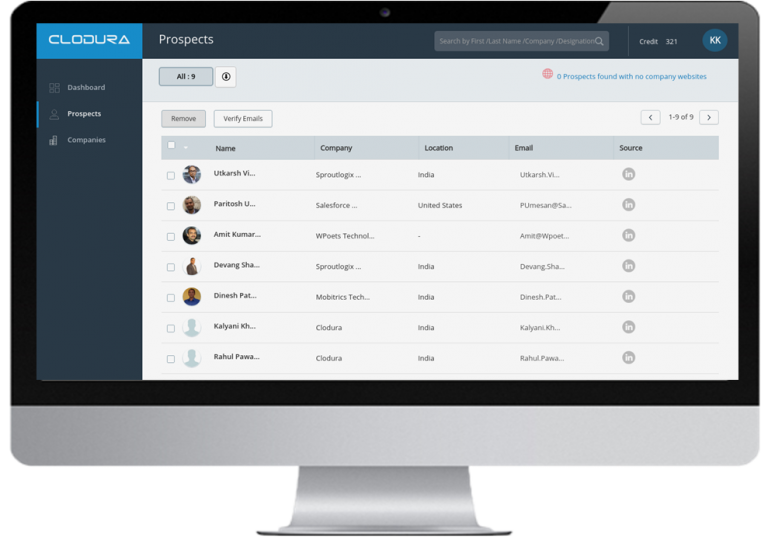 CLODURA
Prospects
Search by First /Last Name /Company /Designation
Credit 321
KK
All : 9
0 Prospects found with no company websites
Dashboard
Prospects
Companies
Remove
Verify Emails
1-9 of 9
Name Company Location Email Source
Utkarsh Vi... Sproutlogix ... India Utkarsh.Vi... in
Paritosh U... Salesforce ... United States PUmesan@Sa... in
Amit Kumar... WPoets Technol... - Amit@Wpoet... in
Devang Sha... Sproutlogix ... India Devang.Sha... in
Dinesh Pat... Mobitrics Tech... India Dinesh.Pat... in
Kalyani Kh... Clodura India Kalyani.Kh... in
Rahul Pawa... Clodura India Rahul.Pawa... in